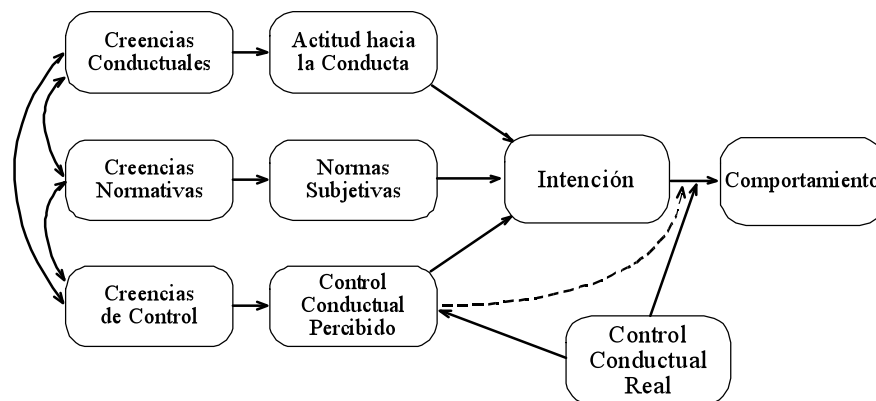 Creencias
Conductuales
Actitud hacia
la Conducta
Creencias
Normativas
Normas
Subjetivas
Intención
Comportamiento
Creencias
de Control
Control
Conductual
Percibido
Control
Conductual
Real